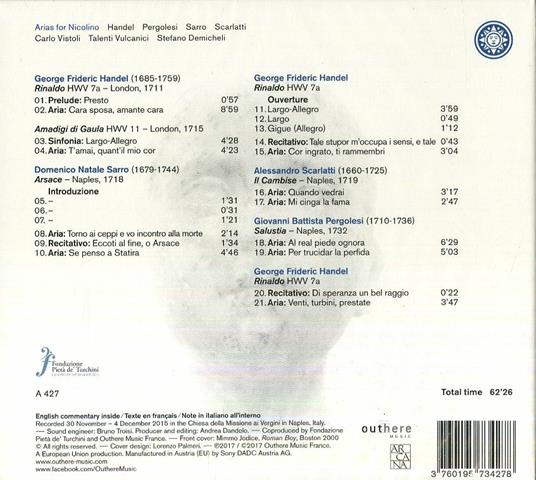 Arias for Nicolino Handel Pergolesi Sarro Scarlatti
Carlo Vistoli Talenti Vulcanici Stefano Demicheli
George Frideric Handel (1685-1759)
Rinaldo HWV 7a – London, 1711
01. Prelude: Presto 0'57
02. Aria: Cara sposa, amante cara 8'59
Amadigi di Gaula HWV 11 – London, 1715
03. Sinfonia: Largo-Allegro 4'28
04. Aria: T'amai, quant'il mio cor 4'23
Domenico Natale Sarro (1679-1744)
Arsace – Naples, 1718
Introduzione
05. – 1'31
06. – 0'31
07. – 1'21
08. Aria: Torno ai ceppi e vo incontro alla morte 2'14
09. Recitativo: Eccoti al fine, o Arsace 1'34
10. Aria: Se penso a Statira 4'46
George Frideric Handel
Rinaldo HWV 7a
Ouverture
11. Largo-Allegro 3'59
12. Largo 0'49
13. Gigue (Allegro) 1'12
14. Recitativo: Tale stupor m'occupa i sensi, e tale 0'43
15. Aria: Cor ingrato, ti rammembri 3'04
Alessandro Scarlatti (1660-1725)
Il Cambise – Naples, 1719
16. Aria: Quando vedrai 3'17
17. Aria: Mi cinga la fama 2'47
Giovanni Battista Pergolesi (1710-1736)
Salustia – Naples, 1732
18. Aria: Al real piede ognora 6'29
19. Aria: Per trucidar la perfida 5'03
George Frideric Handel
Rinaldo HWV 7a
20. Recitativo: Di speranza un bel raggio 0'22
21. Aria: Venti, turbini, prestate 3'47
Fondazione
Pietà de' Turchini
A 427
Total time 62'26
English commentary inside / Texte en français / Note in italiano all'interno
Recorded 30 November – 4 December 2015 in the Chiesa della Missione ai Vergini in Naples, Italy.
— Sound engineer: Bruno Troisi. Producer and editing: Andrea Dandolo. — Coproduced by Fondazione
Pietà de' Turchini and Outhere Music France. — Front cover: Mimmo Jodice, Roman Boy, Boston 2000
© All rights reserved. — Cover design: Lorenzo Palmeri. — ℗2017 / ©2017 Outhere Music France.
A European Union production. Manufactured in Austria (EU) by Sony DADC Austria AG.
www.outhere-music.com
www.facebook.com/OuthereMusic
outhere
MUSIC
AR
CA
NA
3 760195 734278